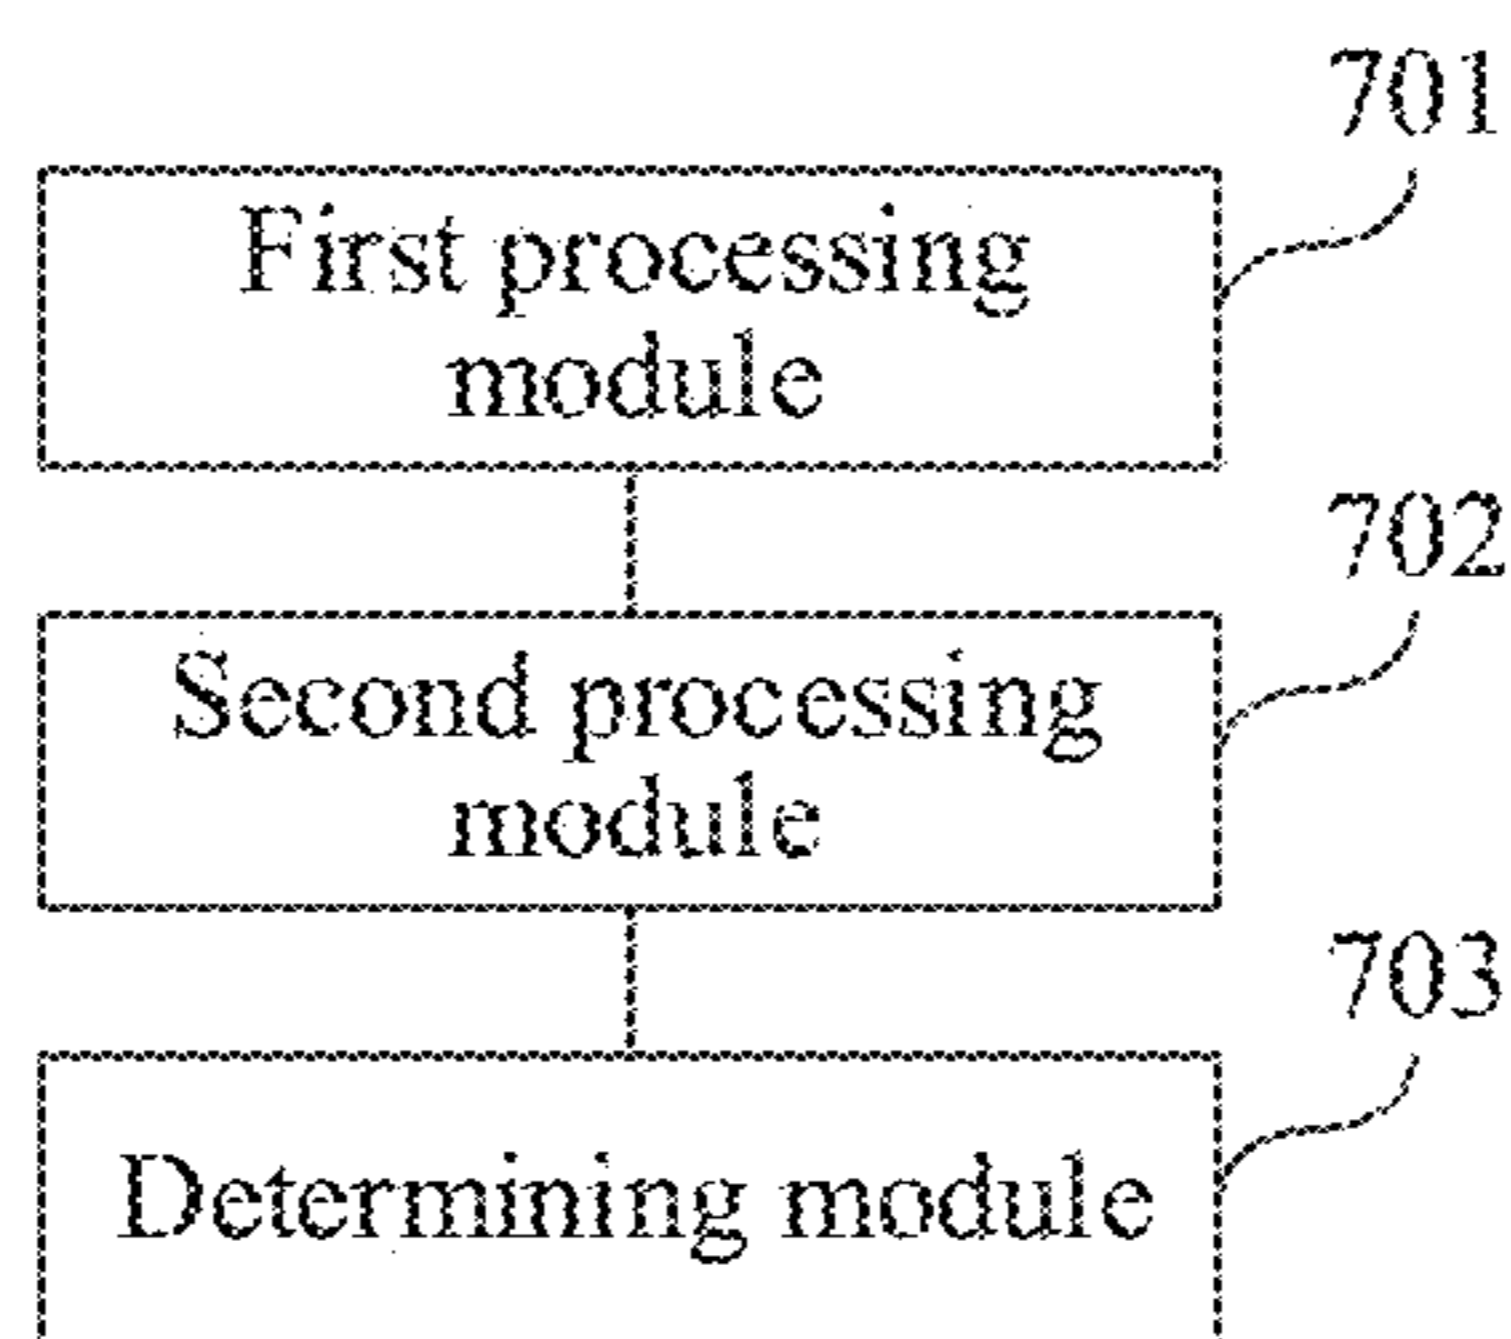 701
First processing
module
702
Second processing
module
703
Determining module